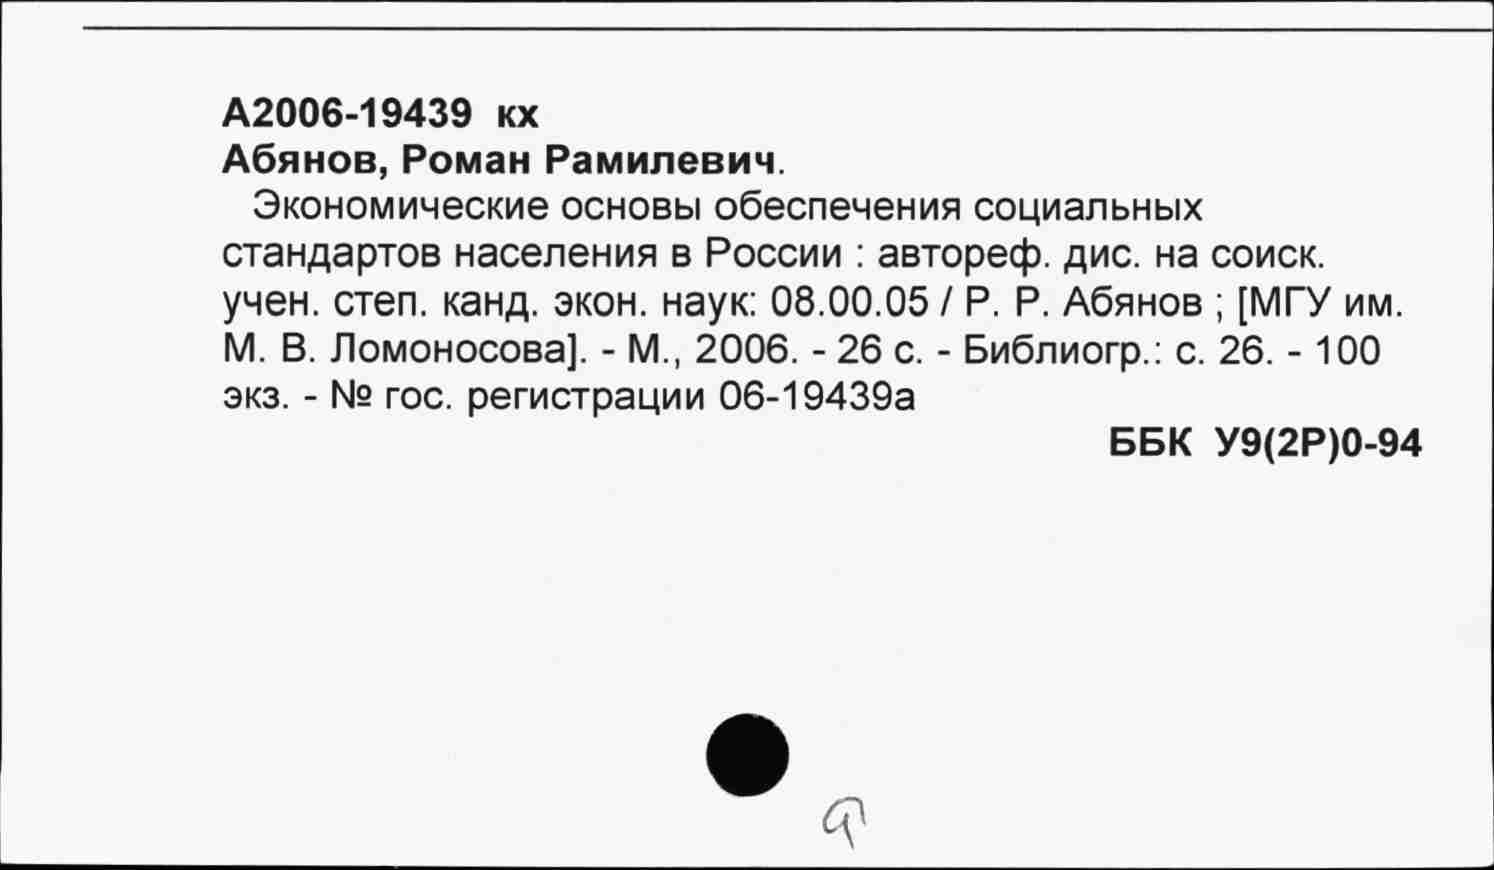 А2006-19439 кх
Абянов, Роман Рамилевич.
Экономические основы обеспечения социальных
стандартов населения в России : автореф. дис. на соиск.
учен. степ. канд. экон. наук: 08.00.05 / Р. Р. Абянов ; [МГУ им.
М. В. Ломоносова]. - М., 2006. - 26 с. - Библиогр.: с. 26. - 100
экз. - № гос. регистрации 06-19439а
ББК У9(2Р)0-94